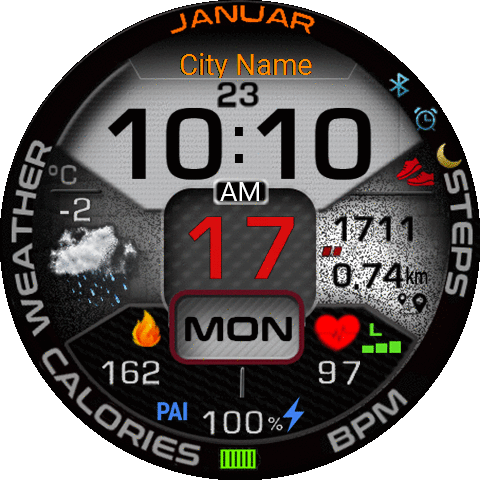 JANUAR
City Name
23
10:10
AM
WEATHER
°C
-2
17
STEPS
1711
0.74km
MON
L
162
97
PAI
100%
CALORIES
BPM